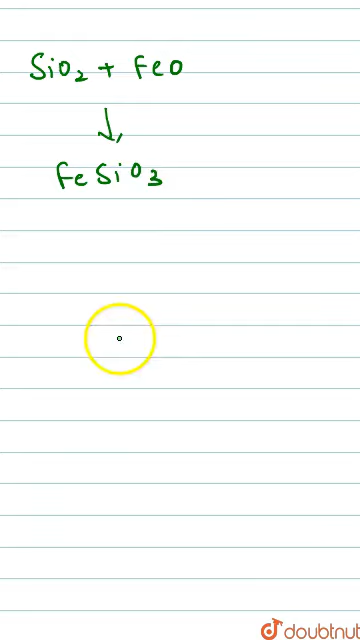 SiO₂ + FeO
↓
FeSiO₃
doubtnut